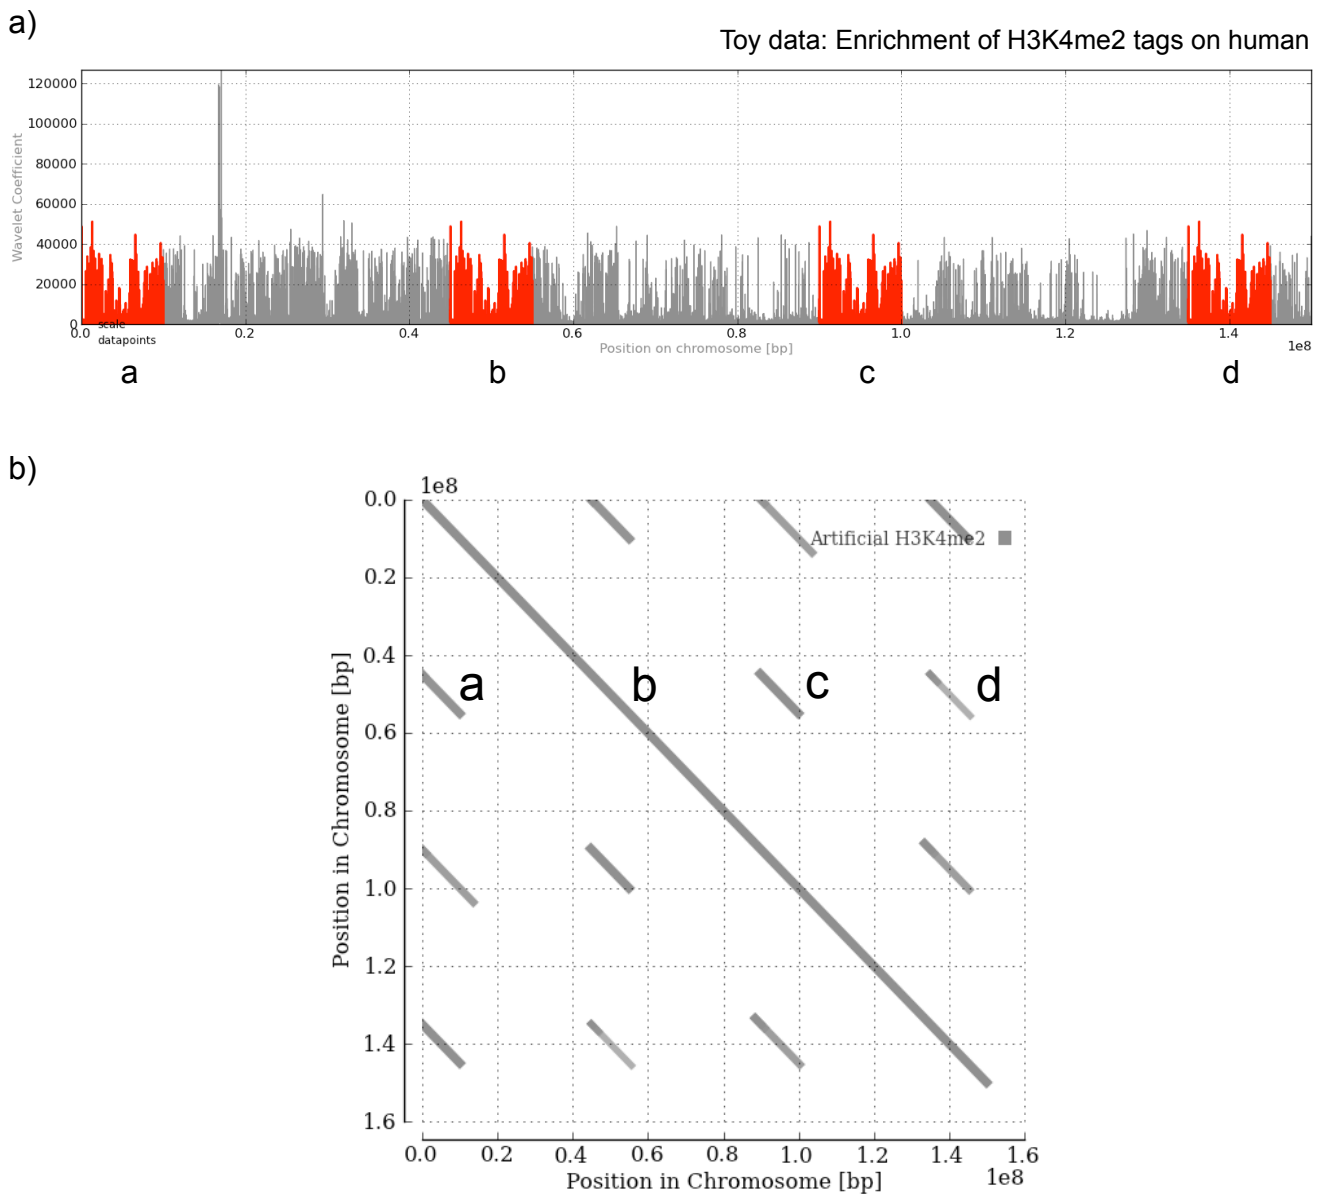 a)
Toy data: Enrichment of H3K4me2 tags on human
120000
100000
80000
60000
40000
20000
0
Wavelet Coefficient
0.0 0.2 0.4 0.6 0.8 1.0 1.2 1.4
scale
datapoints
Position on chromosome [bp]
1e8
a b c d
b)
1e8
0.0
Artificial H3K4me2
0.2
0.4
a b c d
0.6
0.8
1.0
1.2
1.4
1.6
Position in Chromosome [bp]
0.0 0.2 0.4 0.6 0.8 1.0 1.2 1.4 1.6
Position in Chromosome [bp]
1e8